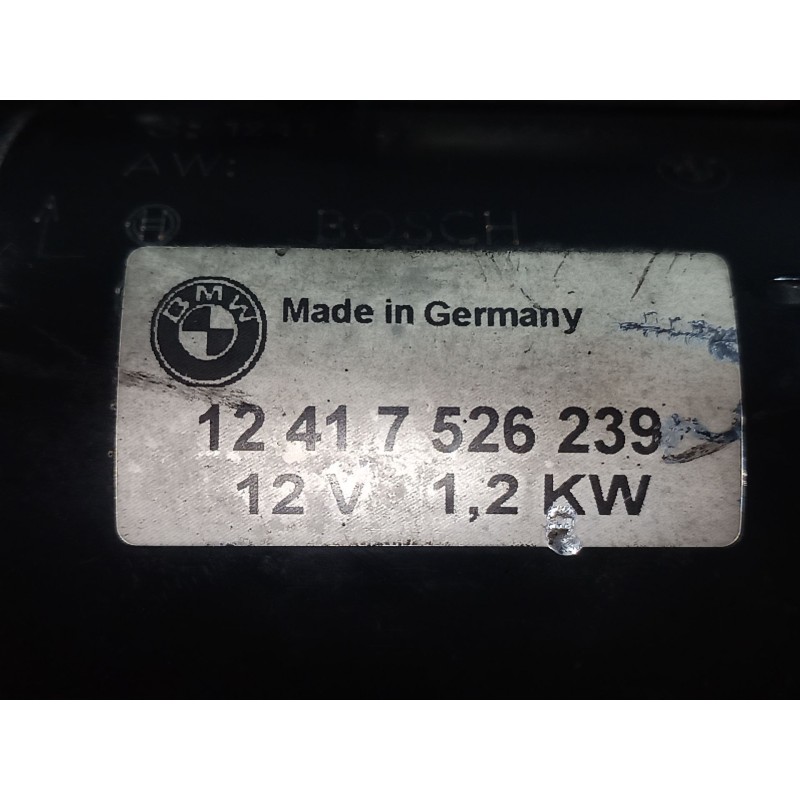 AW:
BOSCH
BMW
Made in Germany
12 41 7 526 239
12 V 1,2 KW